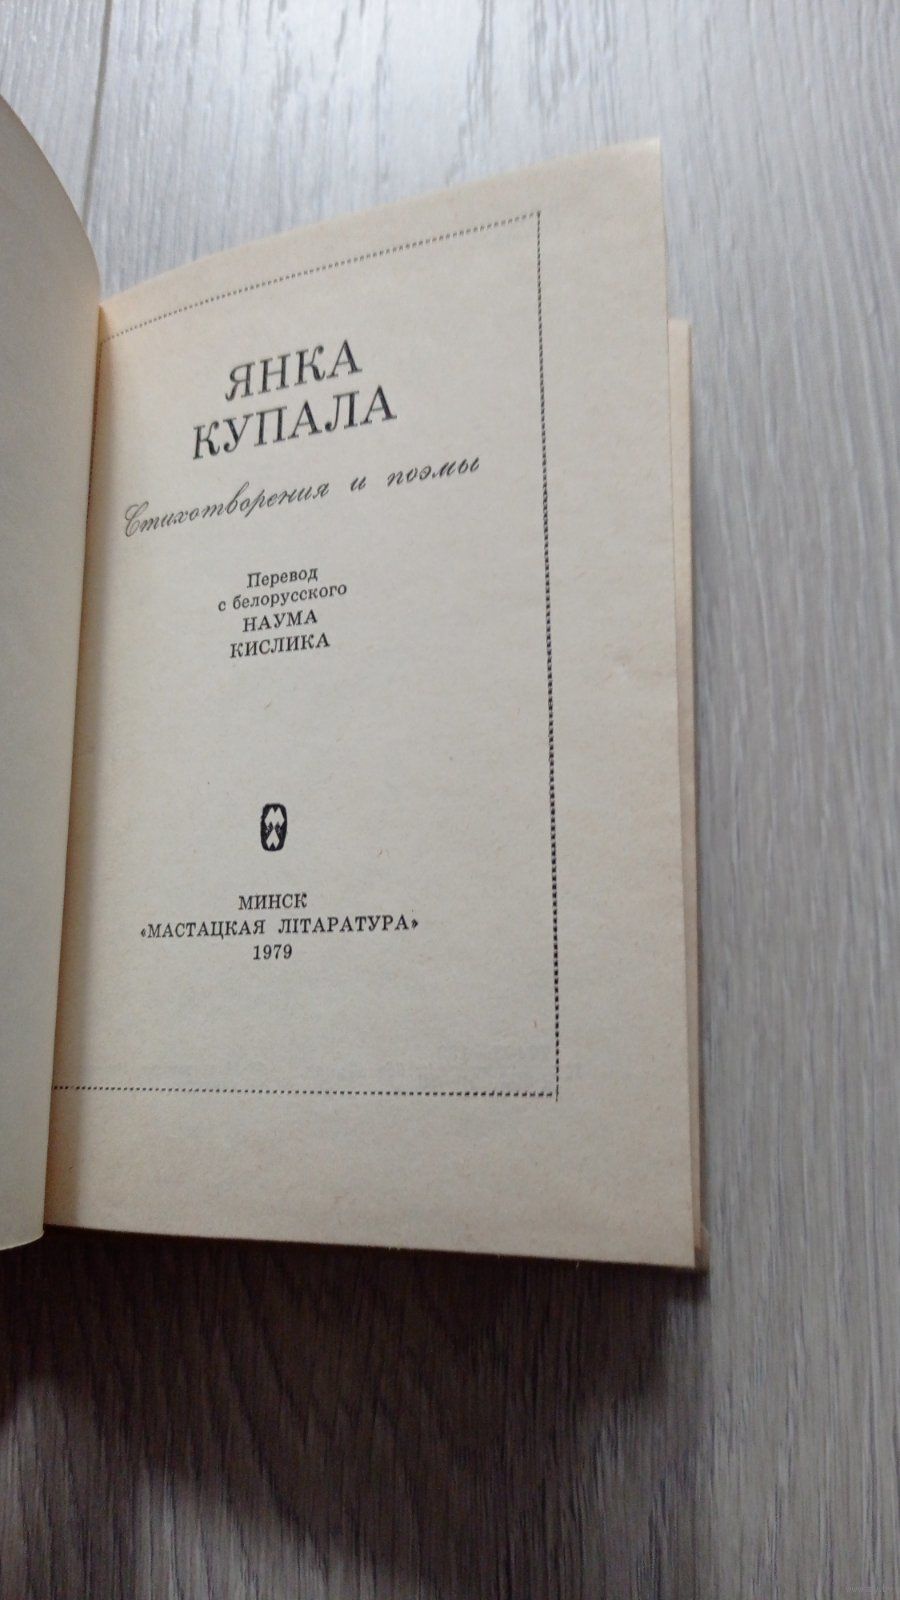 ЯНКА
КУПАЛА
Стихотворения и поэмы
Перевод
с белорусского
НАУМА
КИСЛИКА
МИНСК
«МАСТАЦКАЯ ЛІТАРАТУРА»
1979